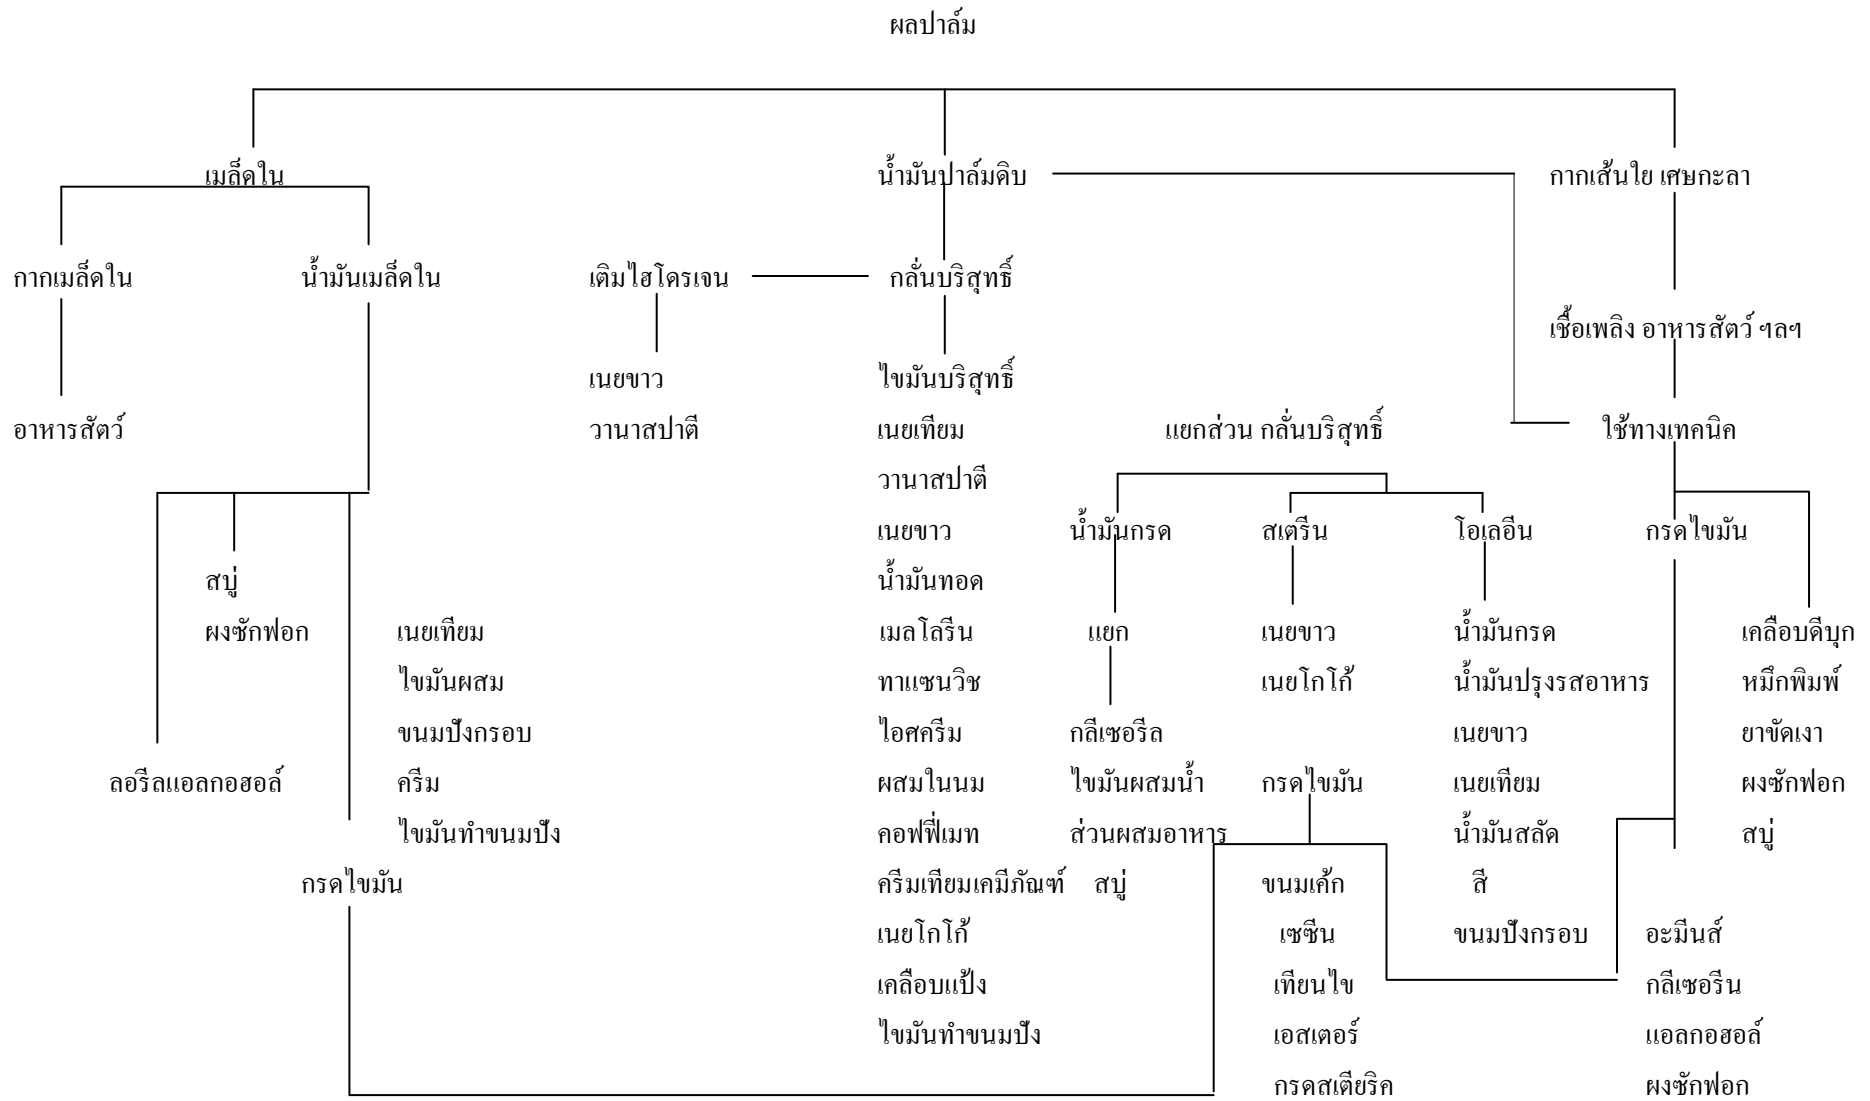 ผลปาล์ม
เมล็ดใน
น้ำมันปาล์มดิบ
กากเส้นใย เศษกะลา
กากเมล็ดใน
น้ำมันเมล็ดใน
เติมไฮโดรเจน
กลั่นบริสุทธิ์
เชื้อเพลิง อาหารสัตว์ ฯลฯ
อาหารสัตว์
เนยขาว
วานาสปาตี
ไขมันบริสุทธิ์
เนยเทียม
วานาสปาตี
เนยขาว
น้ำมันทอด
เมลโลรีน
ทาแซนวิช
ไอศครีม
ผสมในนม
คอฟฟี่เมท
ครีมเทียมเคมีภัณฑ์
เนยโกโก้
เคลือบแป้ง
ไขมันทำขนมปัง
แยกส่วน กลั่นบริสุทธิ์
ใช้ทางเทคนิค
น้ำมันกรด
สเตรีน
โอเลอีน
กรดไขมัน
สบู่
ผงซักฟอก
เนยเทียม
ไขมันผสม
ขนมปังกรอบ
ครีม
ไขมันทำขนมปัง
ลอรีลแอลกอฮอล์
กรดไขมัน
แยก
กลีเซอรีล
ไขมันผสมน้ำ
ส่วนผสมอาหาร
สบู่
เนยขาว
เนยโกโก้
กรดไขมัน
ขนมเค้ก
เซซีน
เทียนไข
เอสเตอร์
กรดสเตียริค
น้ำมันกรด
น้ำมันปรุงรสอาหาร
เนยขาว
เนยเทียม
น้ำมันสลัด
สี
ขนมปังกรอบ
เคลือบดีบุก
หมึกพิมพ์
ยาขัดเงา
ผงซักฟอก
สบู่
อะมีนส์
กลีเซอรีน
แอลกอฮอล์
ผงซักฟอก